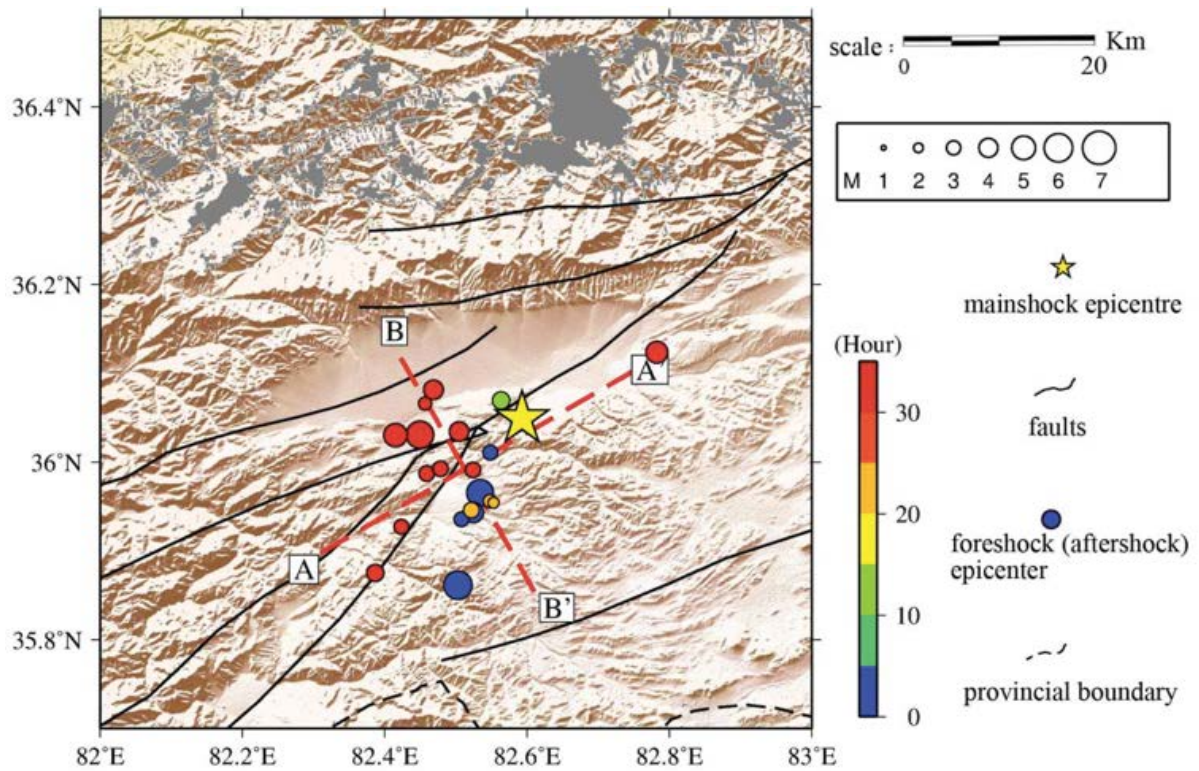 36.4°N
36.2°N
36°N
35.8°N
82°E
82.2°E
82.4°E
82.6°E
82.8°E
83°E
B
A
A
B'
scale :
Km
0
20
M 1 2 3 4 5 6 7
mainshock epicentre
(Hour)
30
20
10
0
faults
foreshock (aftershock)
epicenter
provincial boundary